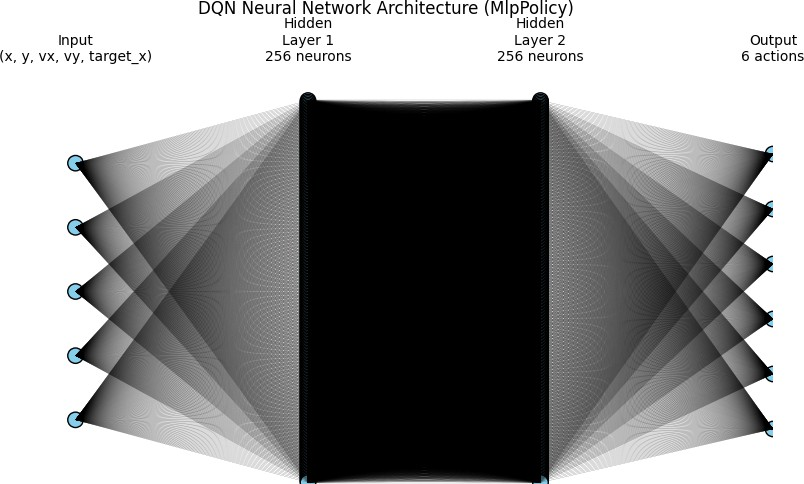 DQN Neural Network Architecture (MlpPolicy)
Input
(x, y, vx, vy, target_x)
Hidden
Layer 1
256 neurons
Hidden
Layer 2
256 neurons
Output
6 actions